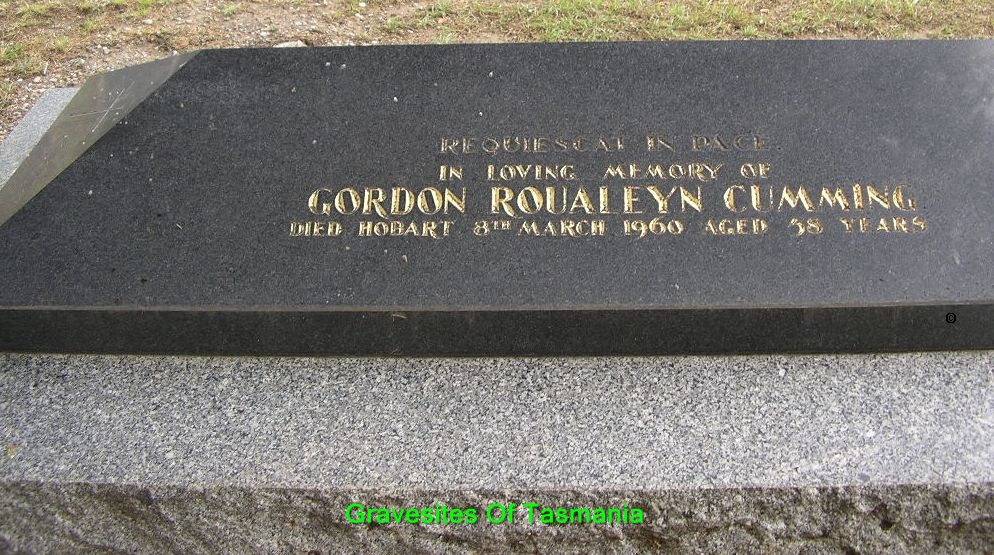 REQUIESCAT IN PACE.
IN LOVING MEMORY OF
GORDON ROUALEYN CUMMING
DIED HOBART 8TH MARCH 1960 AGED 58 YEARS
©
Gravesites Of Tasmania